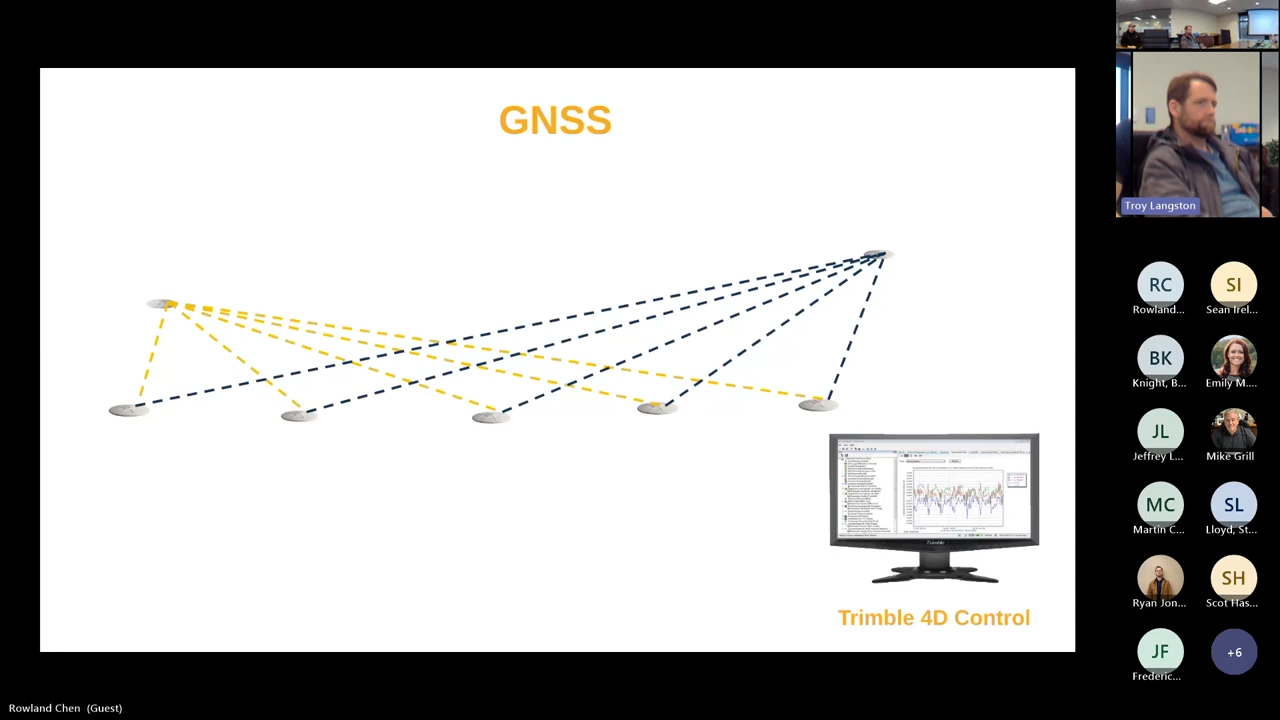 GNSS
Trimble
Trimble 4D Control
Troy Langston
RC
Rowland...
SI
Sean Irel...
BK
Knight, B...
Emily M....
JL
Jeffrey L...
Mike Grill
MC
Martin C...
SL
Lloyd, St...
Ryan Jon...
SH
Scot Has...
JF
Frederic...
+6
Rowland Chen (Guest)